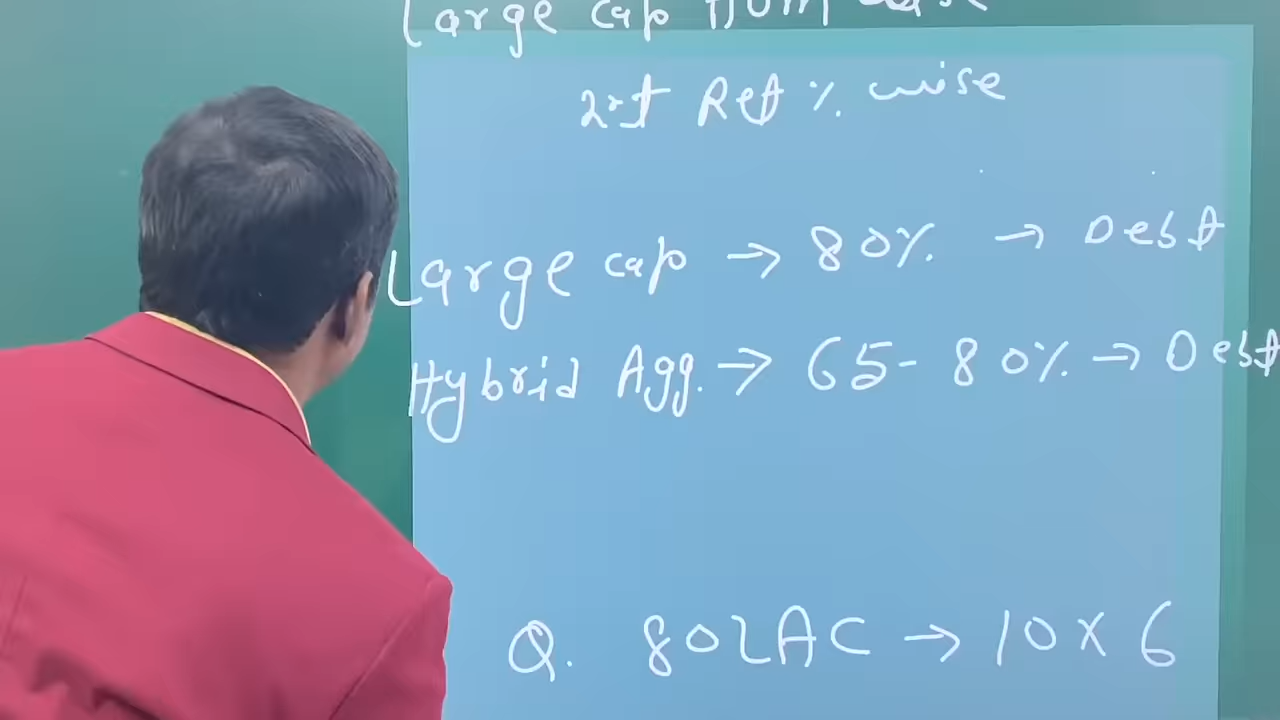 Large cap
2nd Ret % wise
Large cap → 80% → Debt
Hybrid Agg. → 65-80% → Debt
Q. 80LAC → 10×6